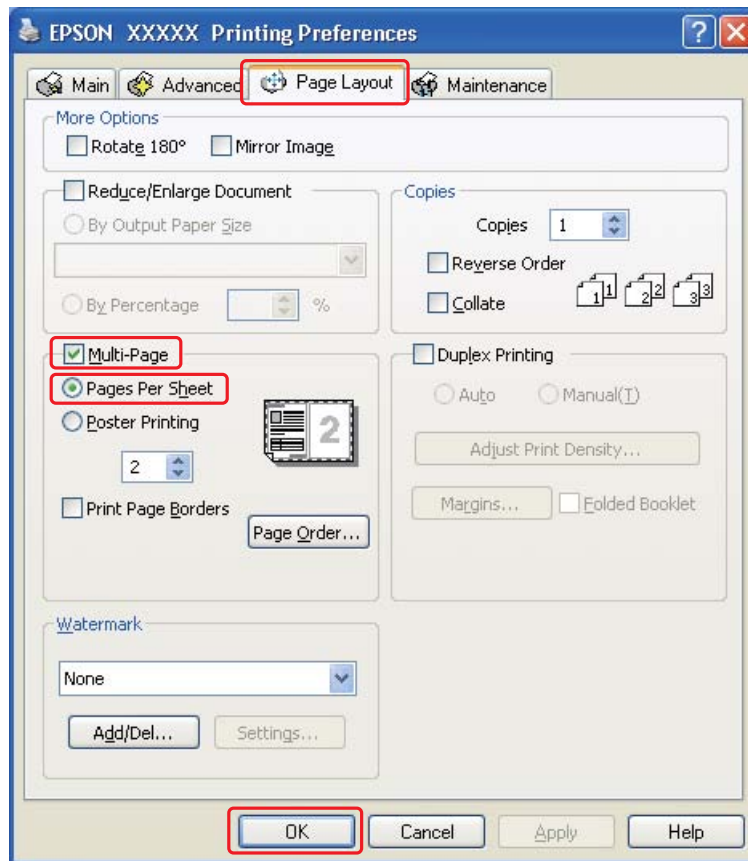 EPSON XXXXX Printing Preferences
Main
Advanced
Page Layout
Maintenance
More Options
Rotate 180°
Mirror Image
Reduce/Enlarge Document
By Output Paper Size
By Percentage
%
Copies
Copies
1
Reverse Order
Collate
1 1 2 2 3 3
Multi-Page
Pages Per Sheet
Poster Printing
2
2
Print Page Borders
Page Order...
Duplex Printing
Auto
Manual(T)
Adjust Print Density...
Margins...
Folded Booklet
Watermark
None
Add/Del...
Settings...
OK
Cancel
Apply
Help